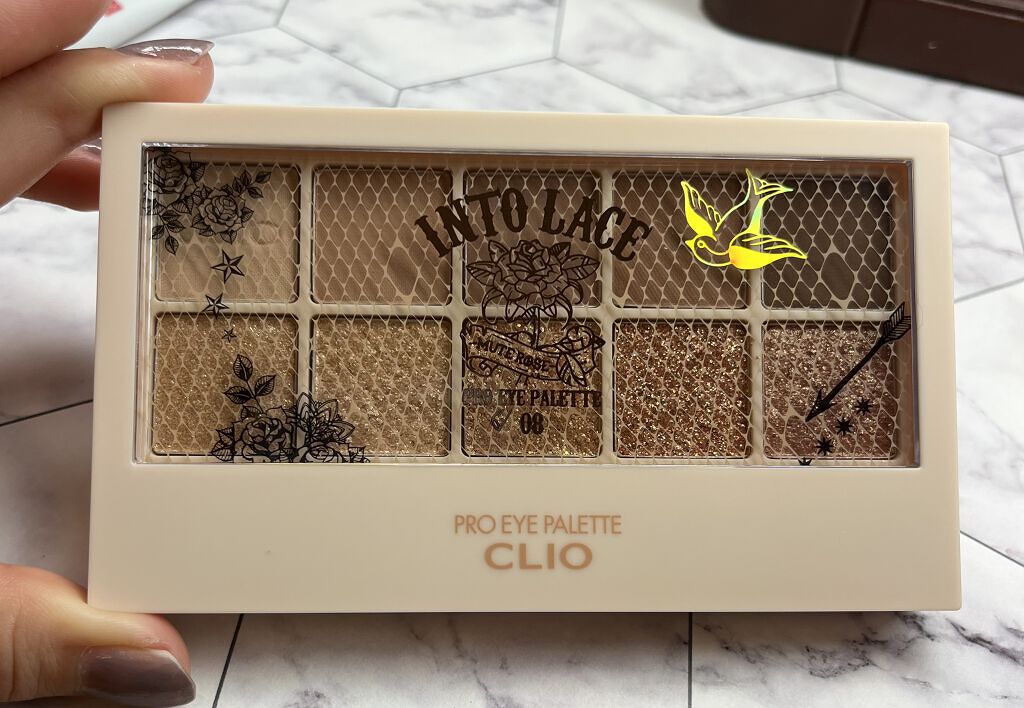 INTO LACE
MUTE ROSE
PRO EYE PALETTE
08
PRO EYE PALETTE
CLIO